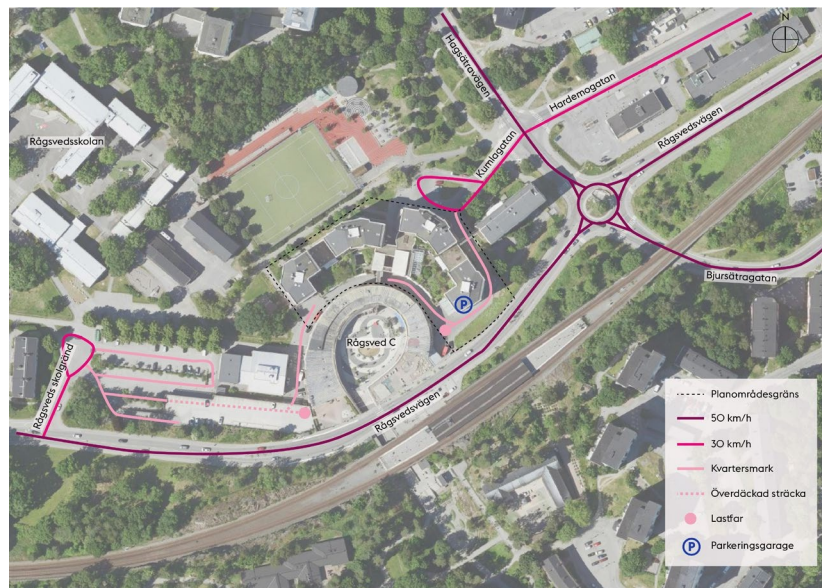 N
Hagsätravägen
Hardemogatan
Rågsvedsvägen
Rågsvedsskolan
Kumlagatan
Bjursätragatan
P
Rågsved C
Rågsveds skolgränd
Rågsvedsvägen
Planområdesgräns
50 km/h
30 km/h
Kvartersmark
Överdäckad sträcka
Lastfar
P Parkeringsgarage